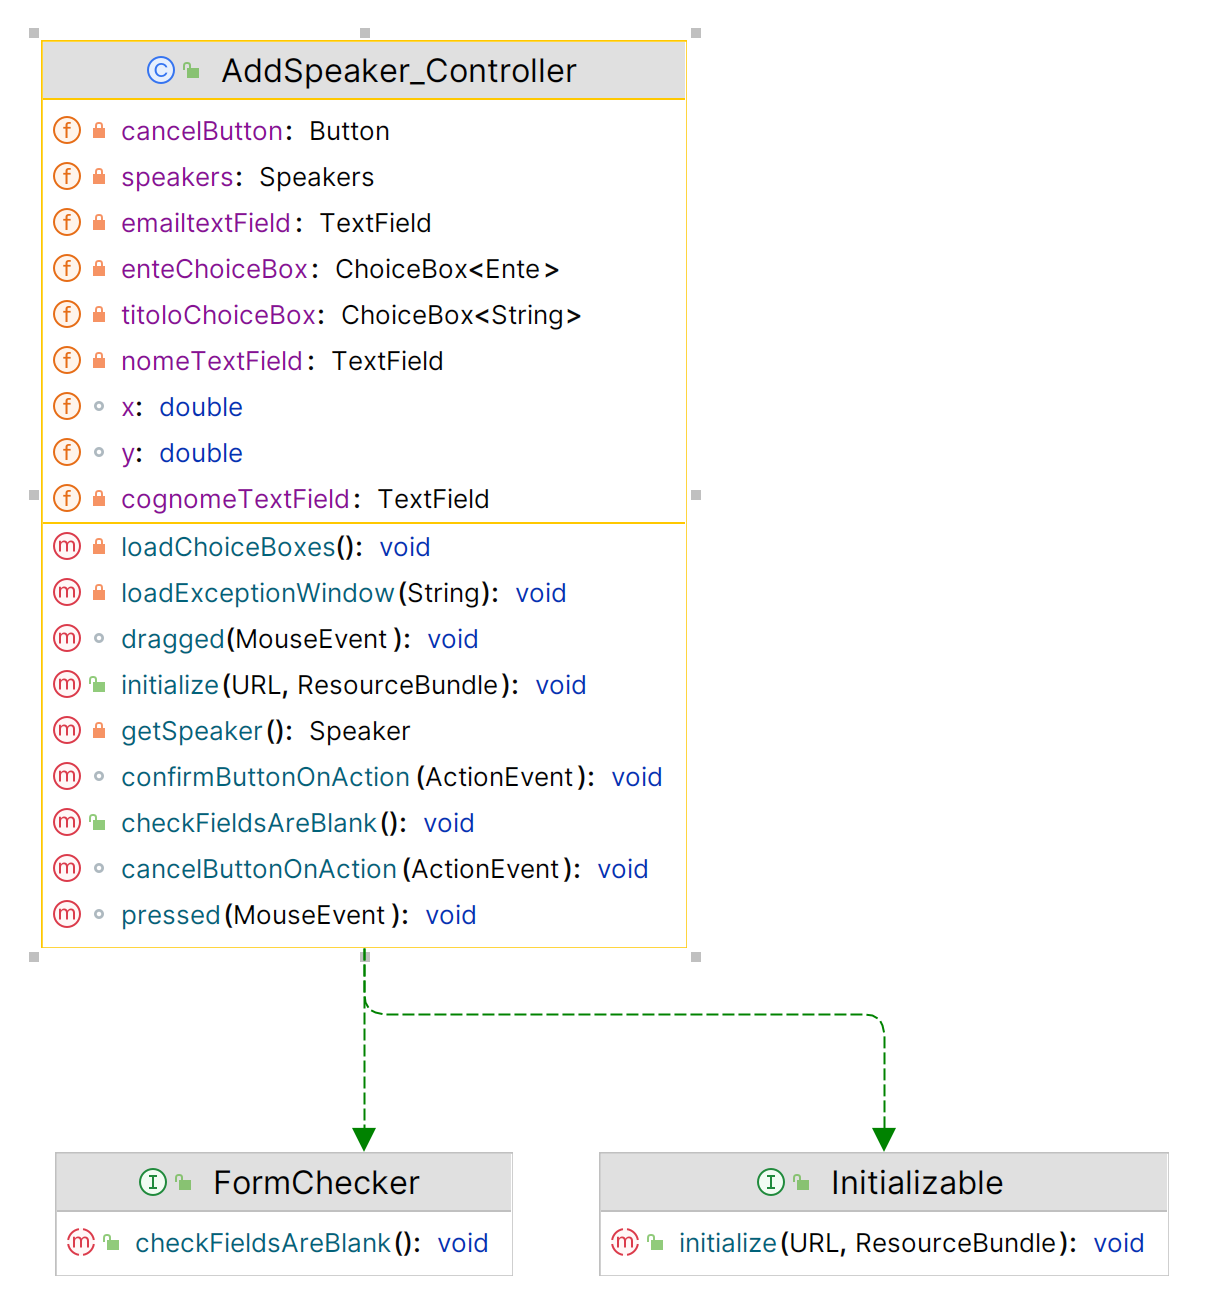 C AddSpeaker_Controller
f cancelButton: Button
f speakers: Speakers
f emailtextField: TextField
f enteChoiceBox: ChoiceBox<Ente>
f titoloChoiceBox: ChoiceBox<String>
f nomeTextField: TextField
f x: double
f y: double
f cognomeTextField: TextField
m loadChoiceBoxes(): void
m loadExceptionWindow(String): void
m dragged(MouseEvent): void
m initialize(URL, ResourceBundle): void
m getSpeaker(): Speaker
m confirmButtonOnAction(ActionEvent): void
m checkFieldsAreBlank(): void
m cancelButtonOnAction(ActionEvent): void
m pressed(MouseEvent): void
I FormChecker
m checkFieldsAreBlank(): void
I Initializable
m initialize(URL, ResourceBundle): void